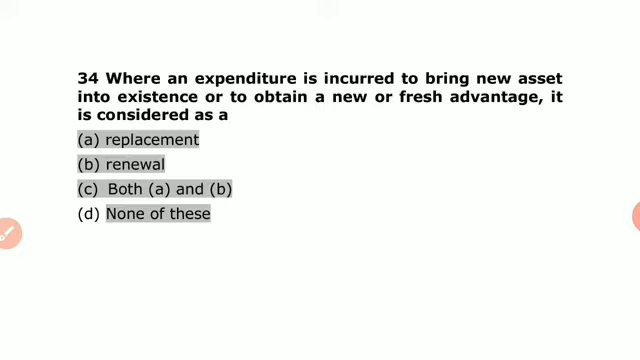 34 Where an expenditure is incurred to bring new asset
into existence or to obtain a new or fresh advantage, it
is considered as a
(a) replacement
(b) renewal
(c) Both (a) and (b)
(d) None of these